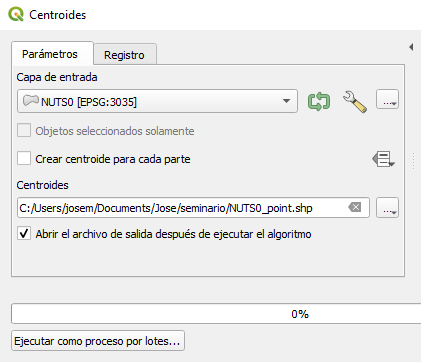 Centroides
Parámetros
Registro
Capa de entrada
NUTS0 [EPSG:3035]
...
Objetos seleccionados solamente
Crear centroide para cada parte
Centroides
C:/Users/josem/Documents/Jose/seminario/NUTS0_point.shp
...
Abrir el archivo de salida después de ejecutar el algoritmo
0%
Ejecutar como proceso por lotes...